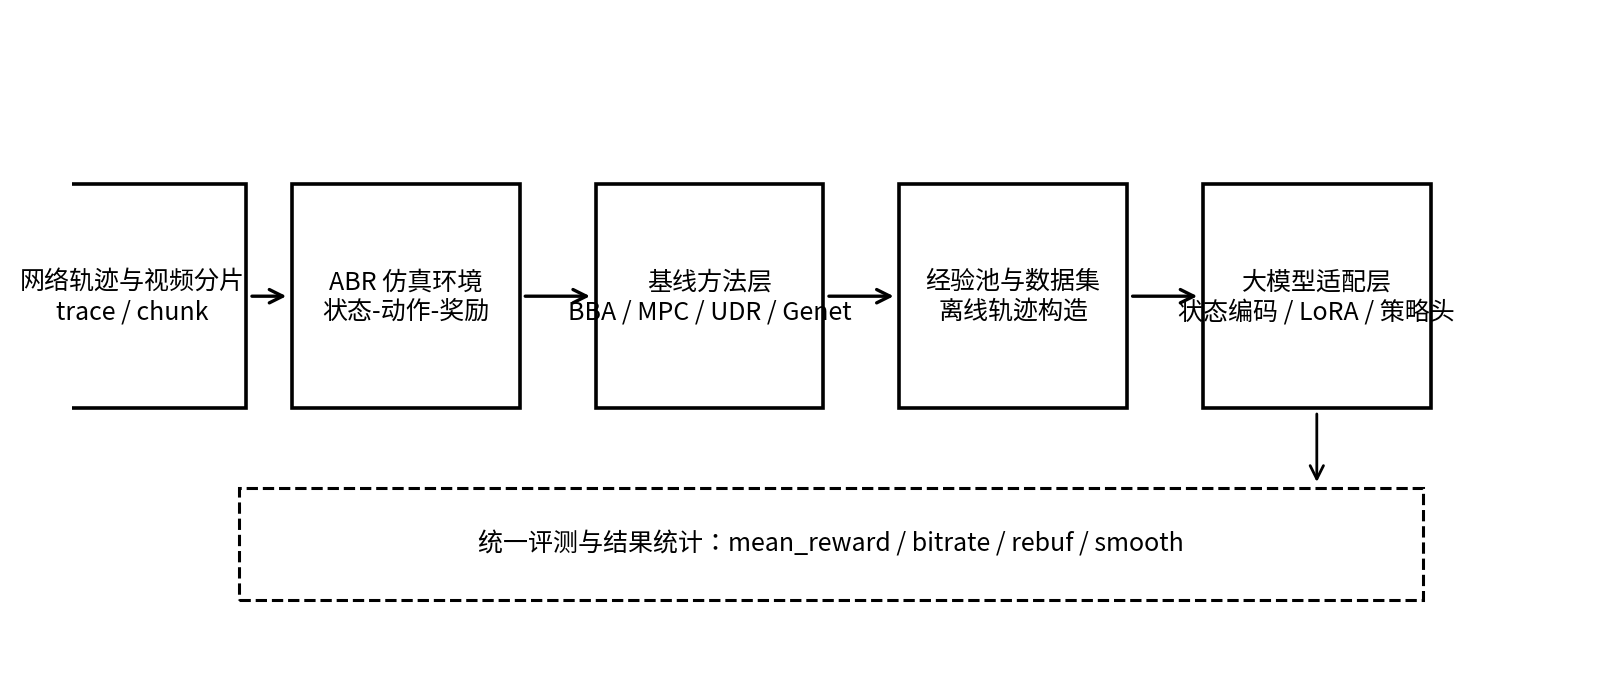 网络轨迹与视频分片
trace / chunk
ABR 仿真环境
状态-动作-奖励
基线方法层
BBA / MPC / UDR / Genet
经验池与数据集
离线轨迹构造
大模型适配层
状态编码 / LoRA / 策略头
统一评测与结果统计：mean_reward / bitrate / rebuf / smooth